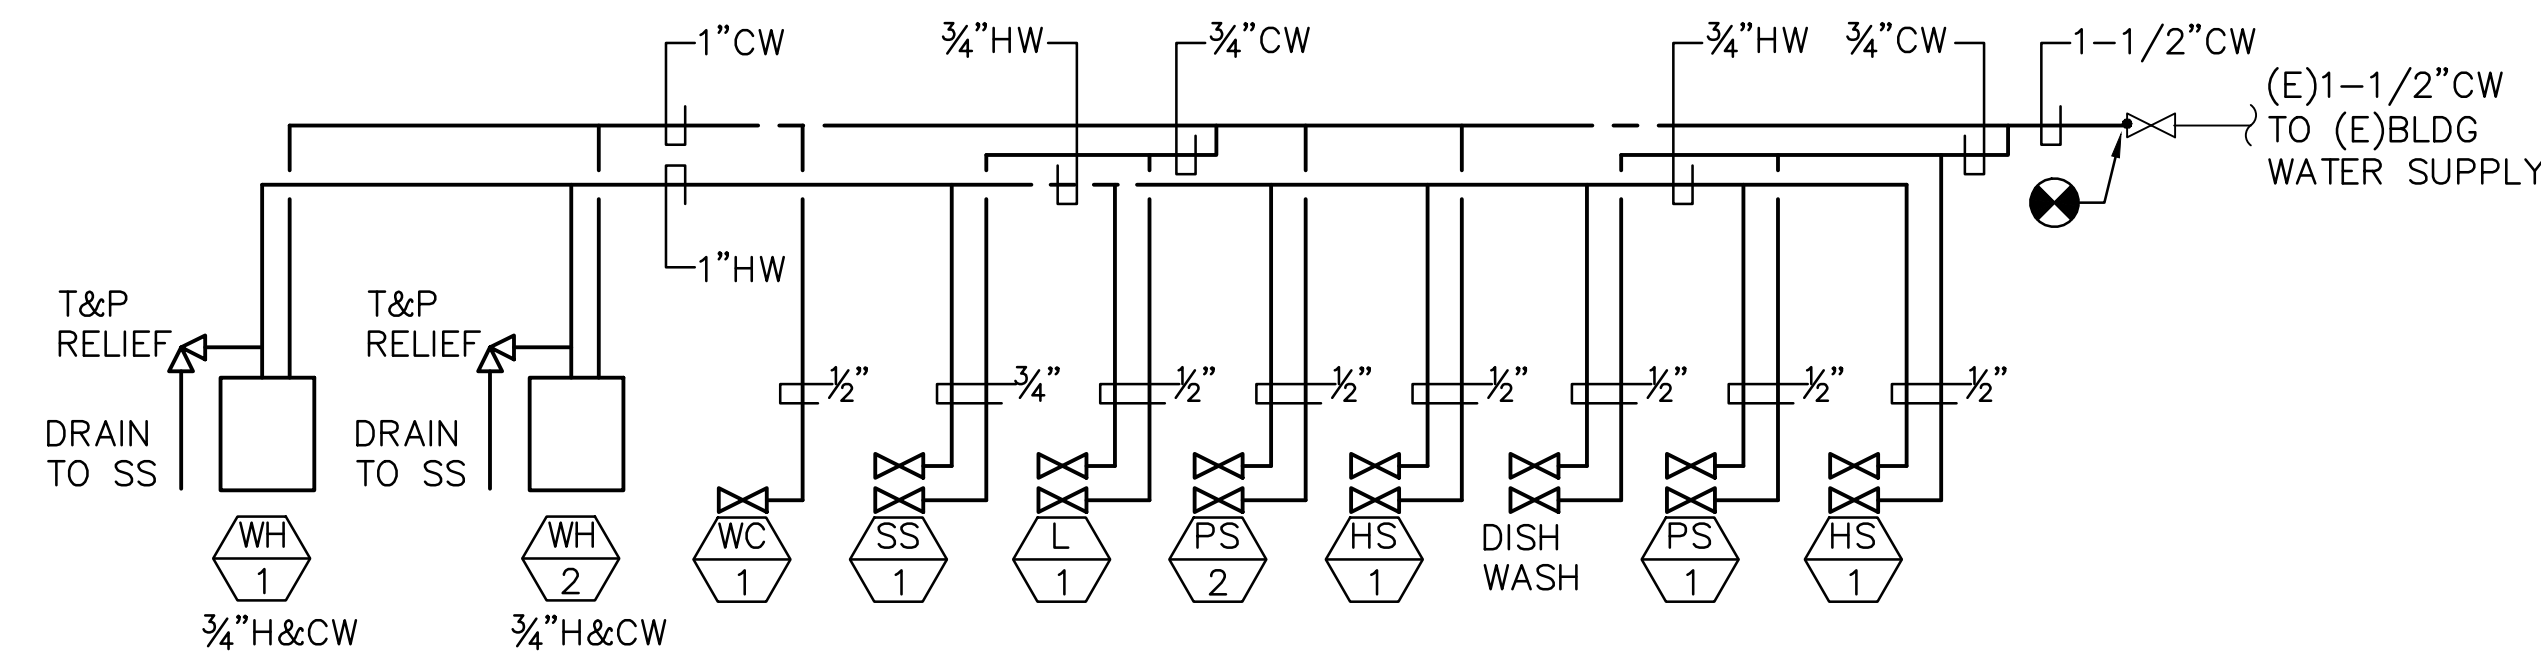 1"CW
3/4"HW
3/4"CW
3/4"HW
3/4"CW
1-1/2"CW
(E)1-1/2"CW
TO (E)BLDG
WATER SUPPLY
1"HW
T&P
RELIEF
T&P
RELIEF
1/2"
3/4"
1/2"
1/2"
1/2"
1/2"
1/2"
1/2"
DRAIN
TO SS
DRAIN
TO SS
WH
1
3/4"H&CW
WH
2
3/4"H&CW
WC
1
SS
1
L
1
PS
2
HS
1
DISH
WASH
PS
1
HS
1